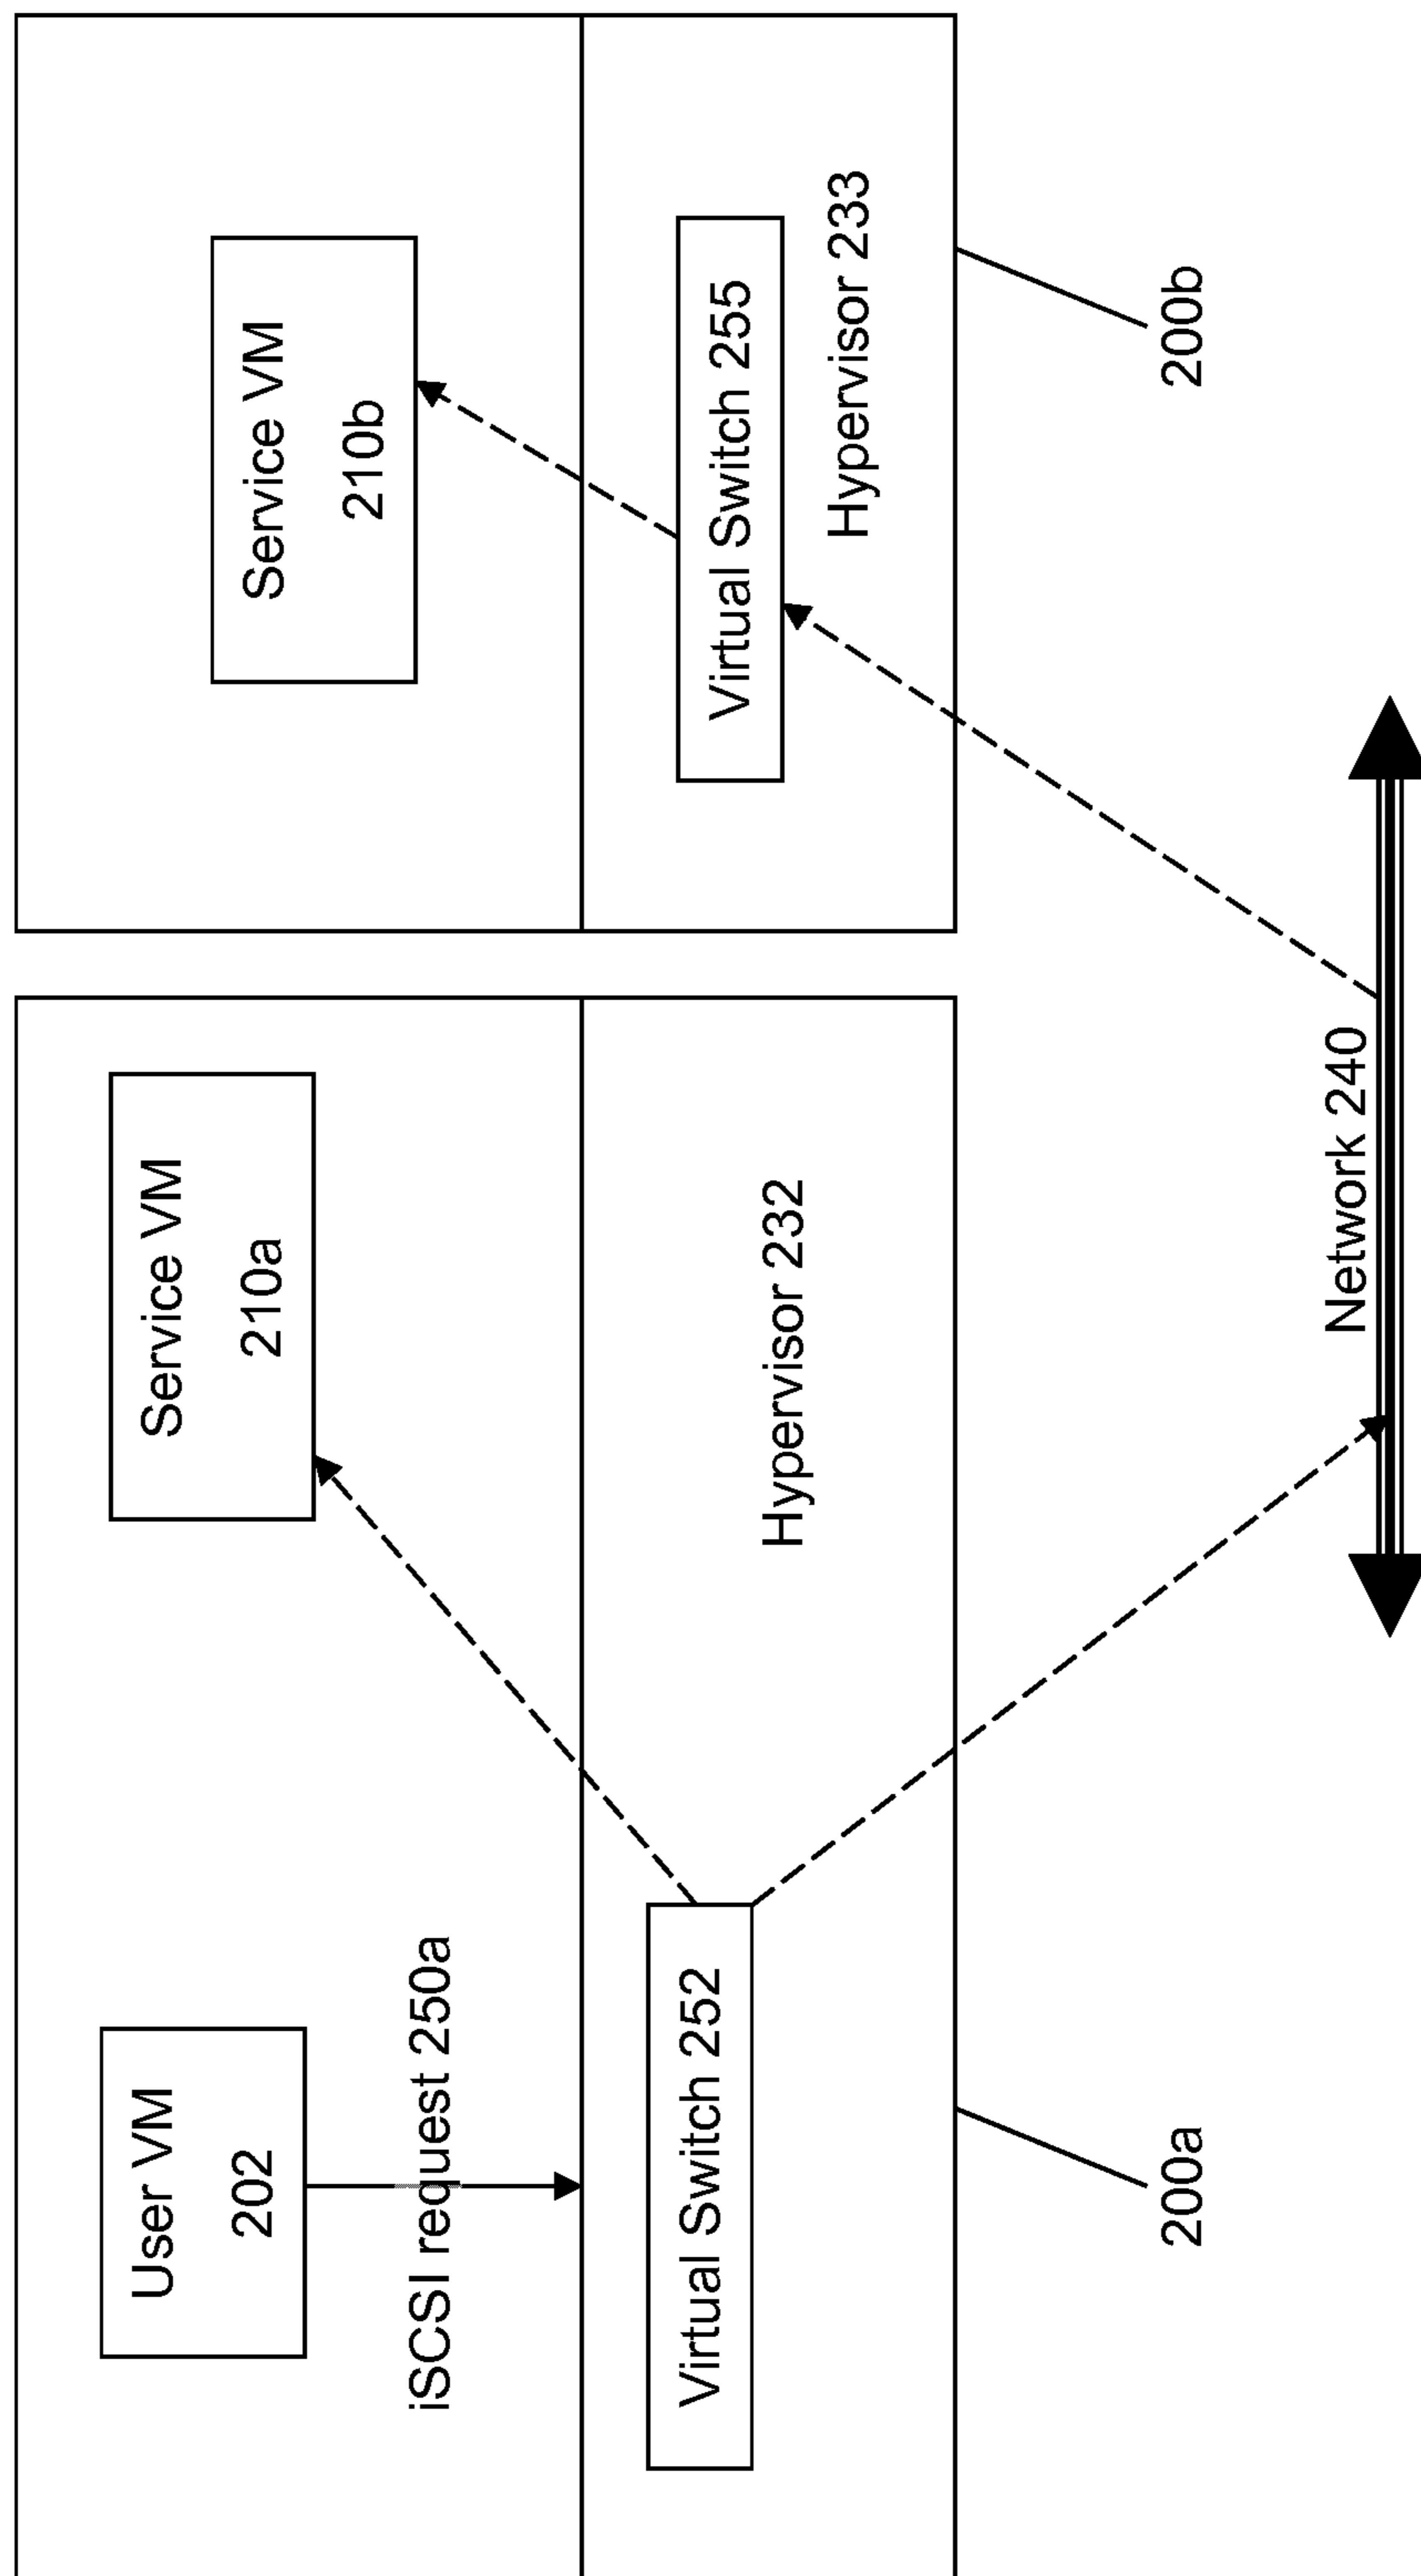 User VM
202
iSCSI request 250a
Virtual Switch 252
Service VM
210a
Hypervisor 232
200a
Service VM
210b
Virtual Switch 255
Hypervisor 233
200b
Network 240